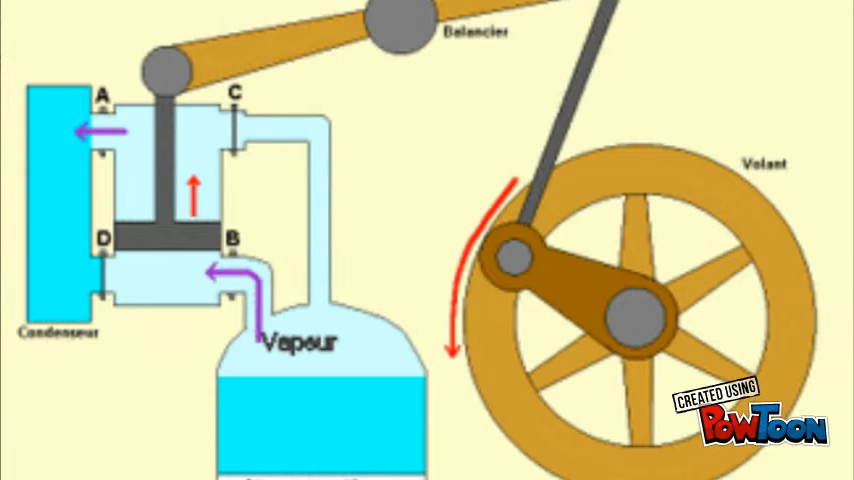 Balancier
A
C
Volant
D
B
Condenseur
Vapeur
CREATED USING
POWTOON